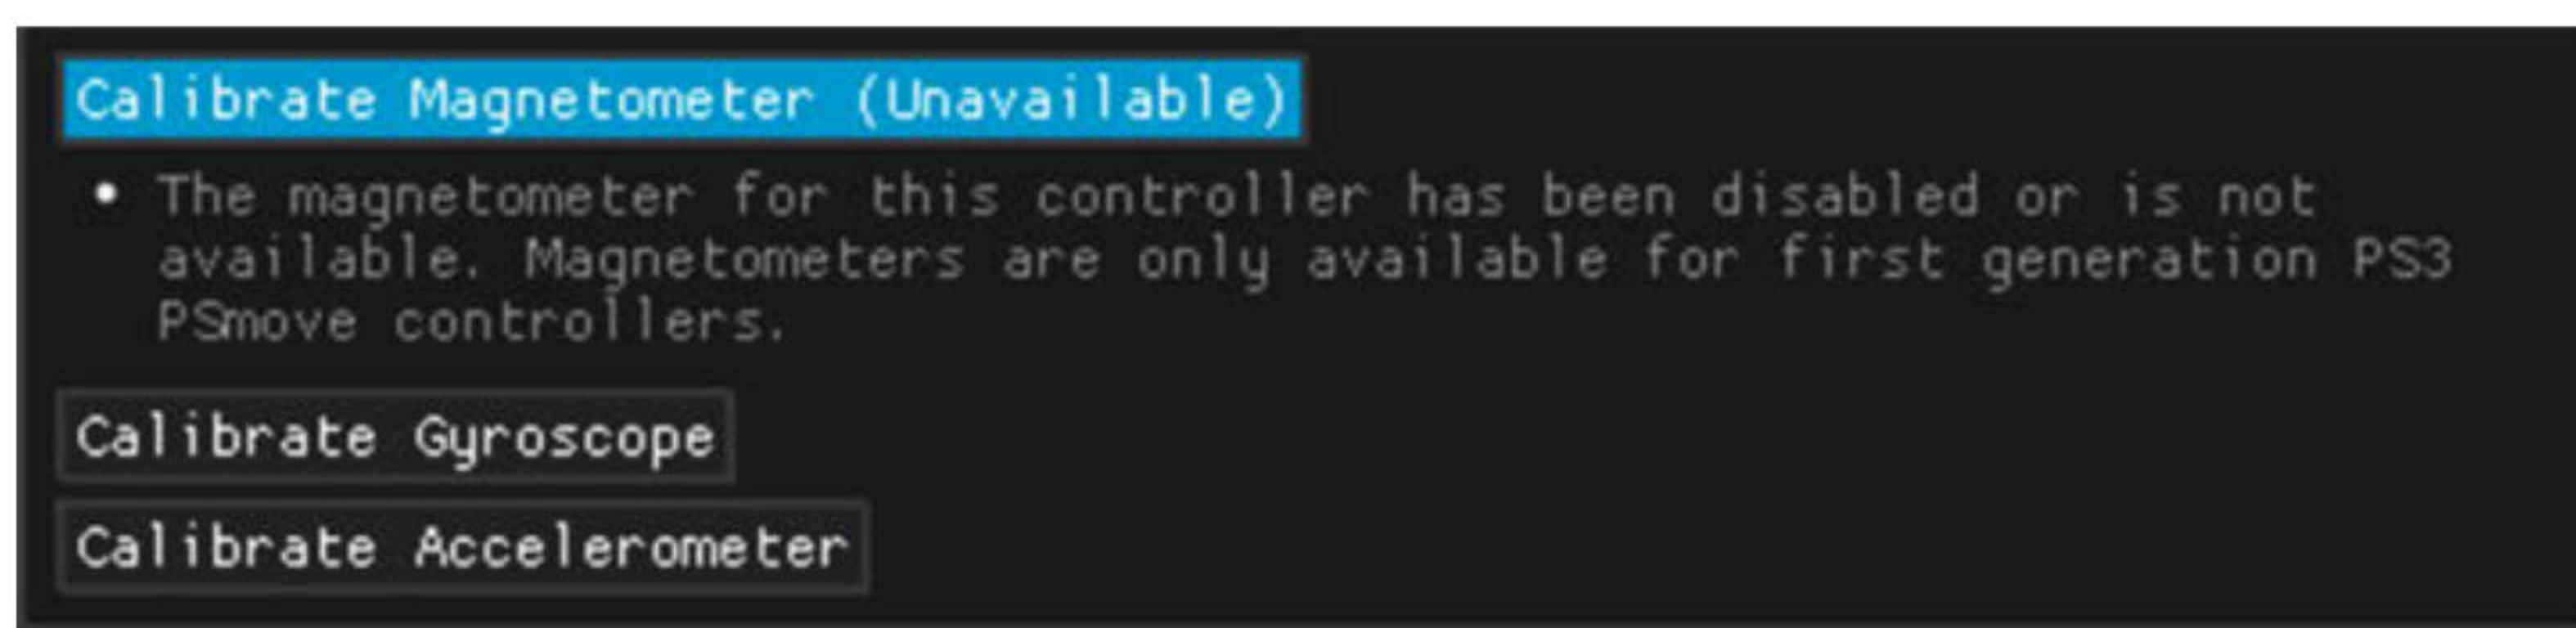 Calibrate Magnetometer (Unavailable)
• The magnetometer for this controller has been disabled or is not
available. Magnetometers are only available for first generation PS3
PSmove controllers.
Calibrate Gyroscope
Calibrate Accelerometer